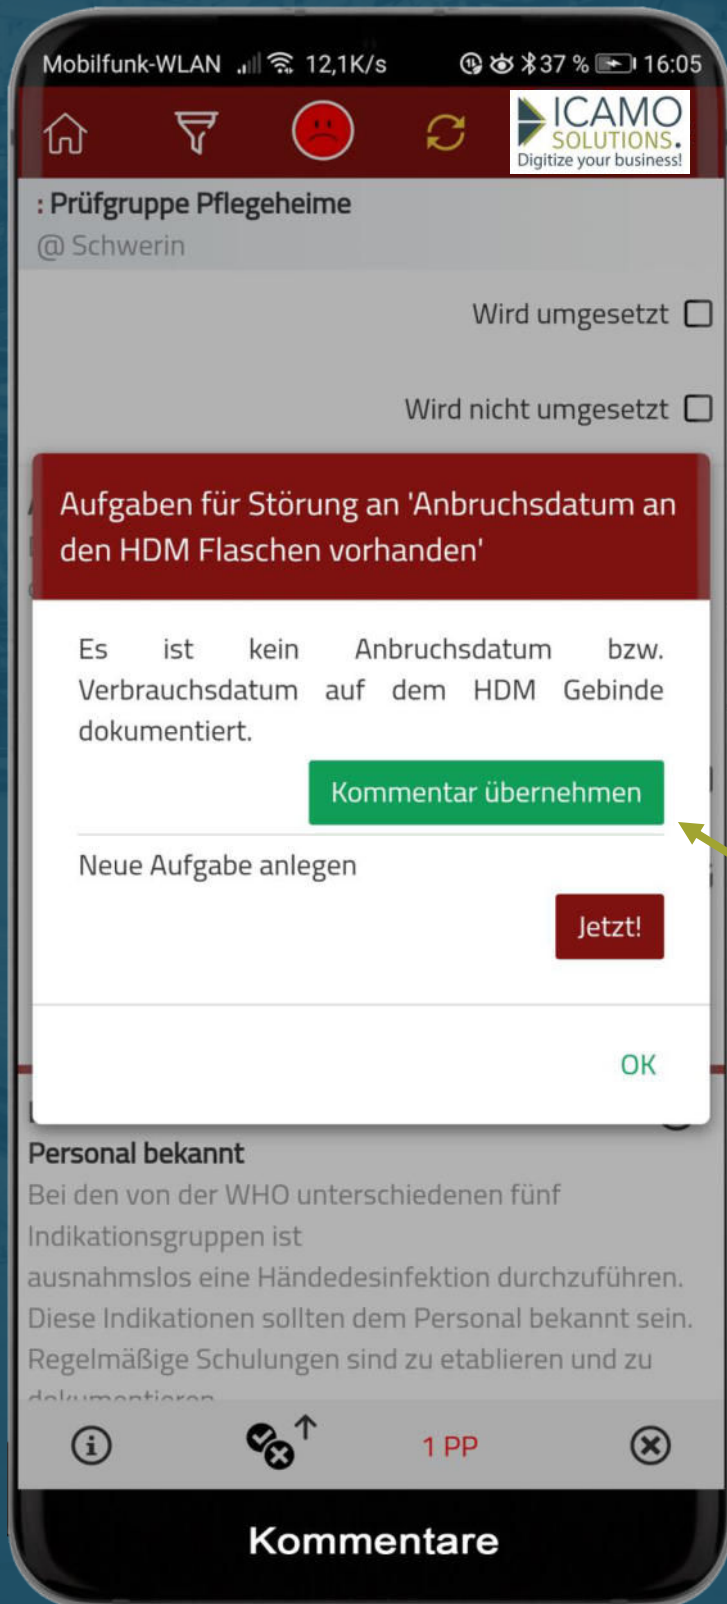 Mobilfunk-WLAN 12,1K/s 37 % 16:05
ICAMO
SOLUTIONS.
Digitize your business!
: Prüfgruppe Pflegeheime
@ Schwerin
Wird umgesetzt
Wird nicht umgesetzt
Aufgaben für Störung an 'Anbruchsdatum an
den HDM Flaschen vorhanden'
Es ist kein Anbruchsdatum bzw.
Verbrauchsdatum auf dem HDM Gebinde
dokumentiert.
Kommentar übernehmen
Neue Aufgabe anlegen
Jetzt!
OK
Personal bekannt
Bei den von der WHO unterschiedenen fünf
Indikationsgruppen ist
ausnahmslos eine Händedesinfektion durchzuführen.
Diese Indikationen sollten dem Personal bekannt sein.
Regelmäßige Schulungen sind zu etablieren und zu
dokumentieren
1 PP
Kommentare